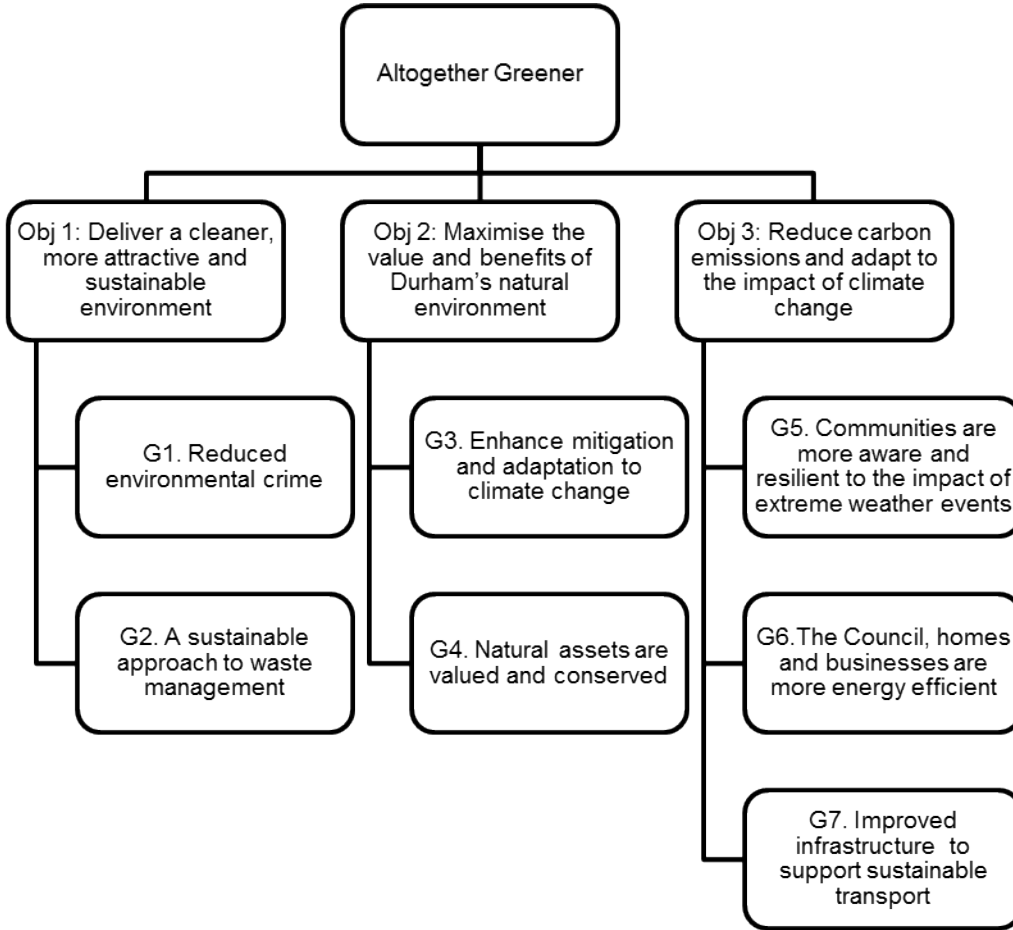 Altogether Greener
Obj 1: Deliver a cleaner,
more attractive and
sustainable
environment
G1. Reduced
environmental crime
G2. A sustainable
approach to waste
management
Obj 2: Maximise the
value and benefits of
Durham's natural
environment
G3. Enhance mitigation
and adaptation to
climate change
G4. Natural assets are
valued and conserved
Obj 3: Reduce carbon
emissions and adapt to
the impact of climate
change
G5. Communities are
more aware and
resilient to the impact of
extreme weather events
G6.The Council, homes
and businesses are
more energy efficient
G7. Improved
infrastructure to
support sustainable
transport